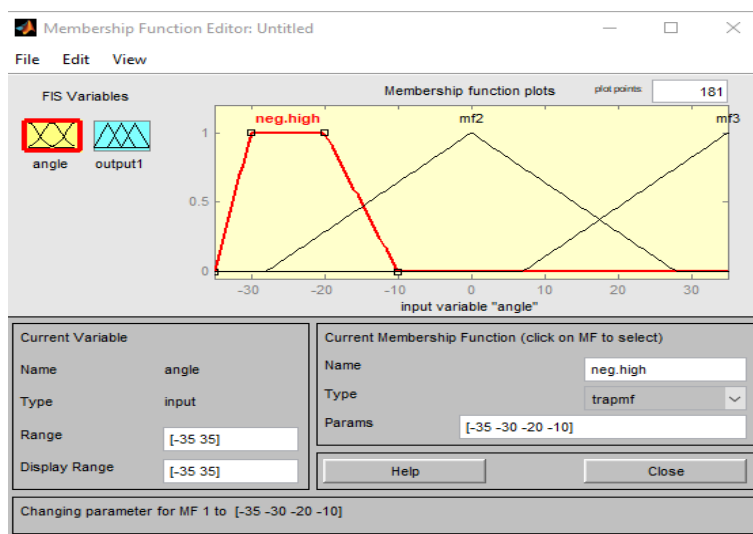 Membership Function Editor: Untitled
File Edit View
FIS Variables
angle output1
Membership function plots
plot points: 181
neg.high mf2 mf3
1
0.5
0
-30 -20 -10 0 10 20 30
input variable "angle"
Current Variable
Name angle
Type input
Range [-35 35]
Display Range [-35 35]
Current Membership Function (click on MF to select)
Name neg.high
Type trapmf
Params [-35 -30 -20 -10]
Help Close
Changing parameter for MF 1 to [-35 -30 -20 -10]